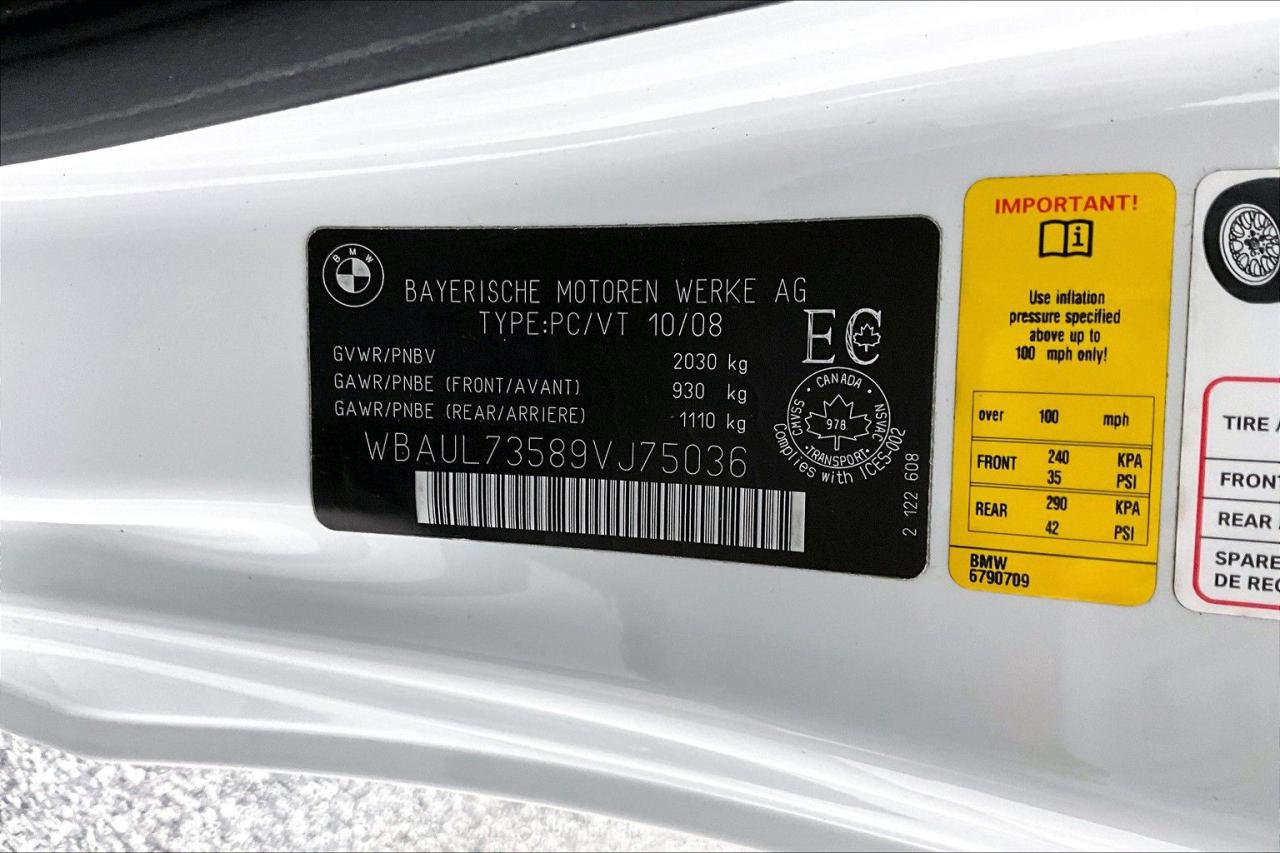 BMW
BAYERISCHE MOTOREN WERKE AG
TYPE:PC/VT 10/08
GVWR/PNBV 2030 kg
GAWR/PNBE (FRONT/AVANT) 930 kg
GAWR/PNBE (REAR/ARRIERE) 1110 kg
WBAUL73589VJ75036
EC
CANADA
CMVSS
NSVAC
978
TRANSPORT
Complies with ICES-002
2 122 608
IMPORTANT!
i
Use inflation
pressure specified
above up to
100 mph only!
over 100 mph
FRONT 240 KPA
35 PSI
REAR 290 KPA
42 PSI
BMW
6790709
TIRE
FRONT
REAR
SPARE
DE